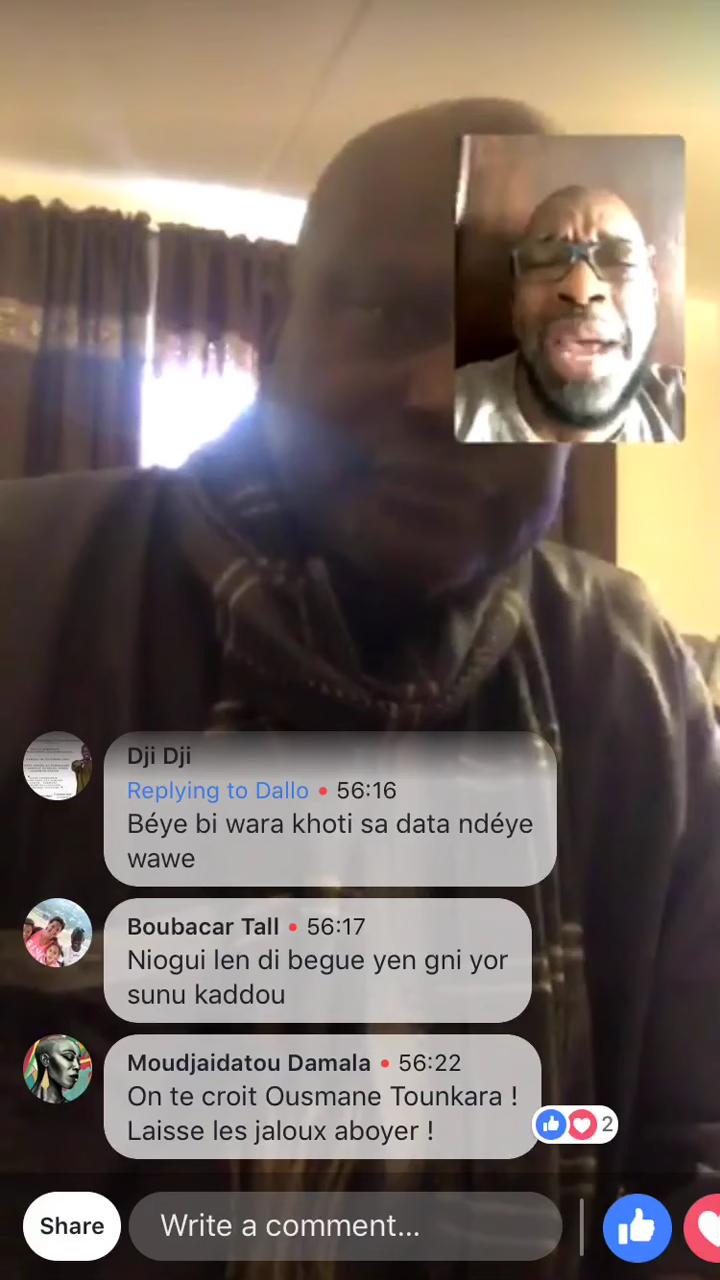 Dji Dji
Replying to Dallo • 56:16
Béye bi wara khoti sa data ndéye
wawe
Boubacar Tall • 56:17
Niogui len di begue yen gni yor
sunu kaddou
Moudjaidatou Damala • 56:22
On te croit Ousmane Tounkara !
Laisse les jaloux aboyer !
2
Share
Write a comment...